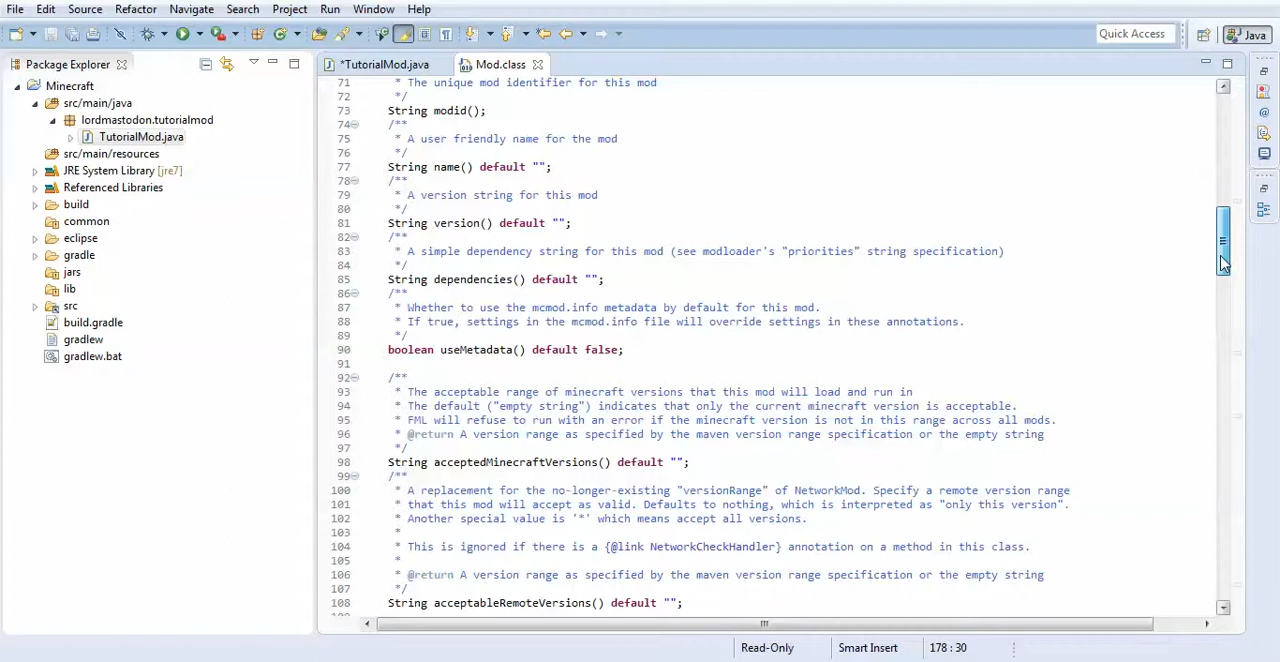 File Edit Source Refactor Navigate Search Project Run Window Help
Quick Access
Java
Package Explorer
*TutorialMod.java
Mod.class
Minecraft
src/main/java
lordmastodon.tutorialmod
TutorialMod.java
src/main/resources
JRE System Library [jre7]
Referenced Libraries
build
common
eclipse
gradle
jars
lib
src
build.gradle
gradlew
gradlew.bat
71 * The unique mod identifier for this mod
72 */
73 String modid();
74 /**
75 * A user friendly name for the mod
76 */
77 String name() default "";
78 /**
79 * A version string for this mod
80 */
81 String version() default "";
82 /**
83 * A simple dependency string for this mod (see modloader's "priorities" string specification)
84 */
85 String dependencies() default "";
86 /**
87 * Whether to use the mcmod.info metadata by default for this mod.
88 * If true, settings in the mcmod.info file will override settings in these annotations.
89 */
90 boolean useMetadata() default false;
91
92 /**
93 * The acceptable range of minecraft versions that this mod will load and run in
94 * The default ("empty string") indicates that only the current minecraft version is acceptable.
95 * FML will refuse to run with an error if the minecraft version is not in this range across all mods.
96 * @return A version range as specified by the maven version range specification or the empty string
97 */
98 String acceptedMinecraftVersions() default "";
99 /**
100 * A replacement for the no-longer-existing "versionRange" of NetworkMod. Specify a remote version range
101 * that this mod will accept as valid. Defaults to nothing, which is interpreted as "only this version".
102 * Another special value is '*' which means accept all versions.
103 *
104 * This is ignored if there is a {@link NetworkCheckHandler} annotation on a method in this class.
105 *
106 * @return A version range as specified by the maven version range specification or the empty string
107 */
108 String acceptableRemoteVersions() default "";
Read-Only
Smart Insert
178 : 30